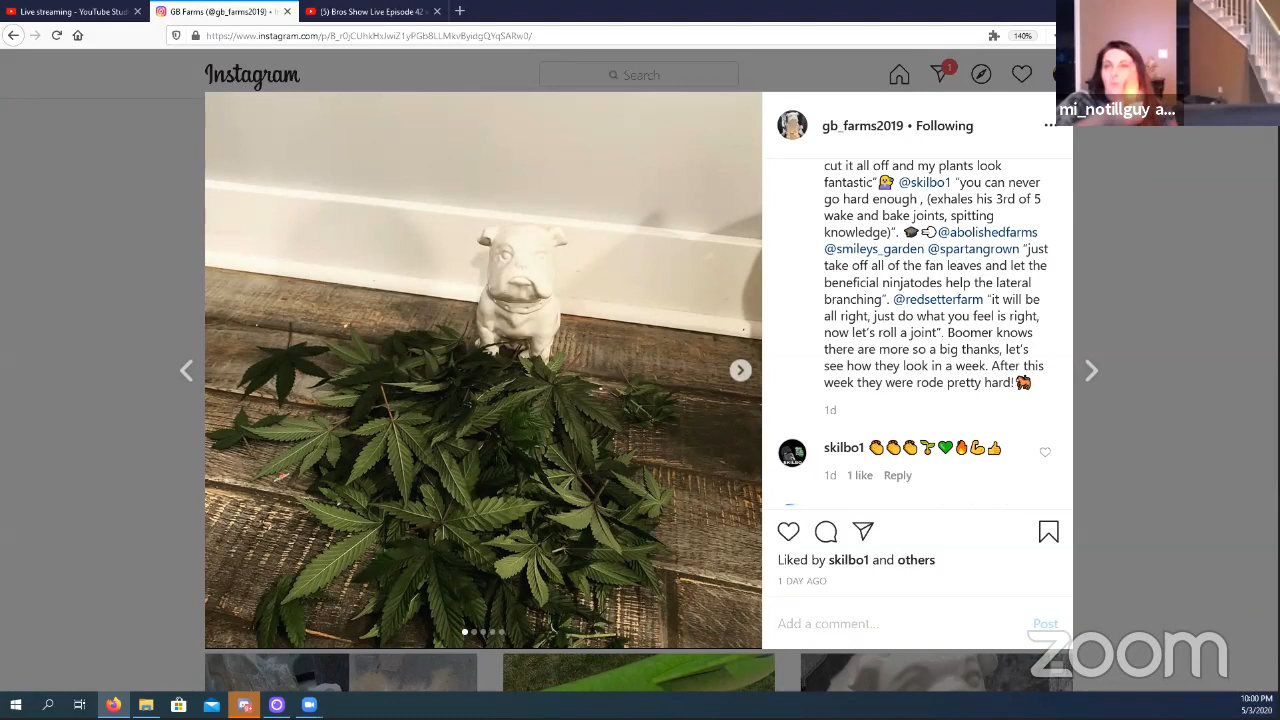 Live streaming - YouTube Stud
GB Farms (@gb_farms2019) • In
(5) Bros Show Live Episode 42
https://www.instagram.com/p/B_r0jCUhkHxJwiZ1yPGb8LLMkvByidgQYqSARw0/
140%
Instagram
Search
1
mi_notillguy a...
gb_farms2019 • Following
cut it all off and my plants look
fantastic” @skilbo1 “you can never
go hard enough , (exhales his 3rd of 5
wake and bake joints, spitting
knowledge)”. @abolishedfarms
@smileys_garden @spartangrown “just
take off all of the fan leaves and let the
beneficial ninjatodes help the lateral
branching”. @redsetterfarm “it will be
all right, just do what you feel is right,
now let’s roll a joint”. Boomer knows
there are more so a big thanks, let’s
see how they look in a week. After this
week they were rode pretty hard!
1d
skilbo1
1d 1 like Reply
Liked by skilbo1 and others
1 DAY AGO
Add a comment... Post
zoom
10:00 PM
5/3/2020